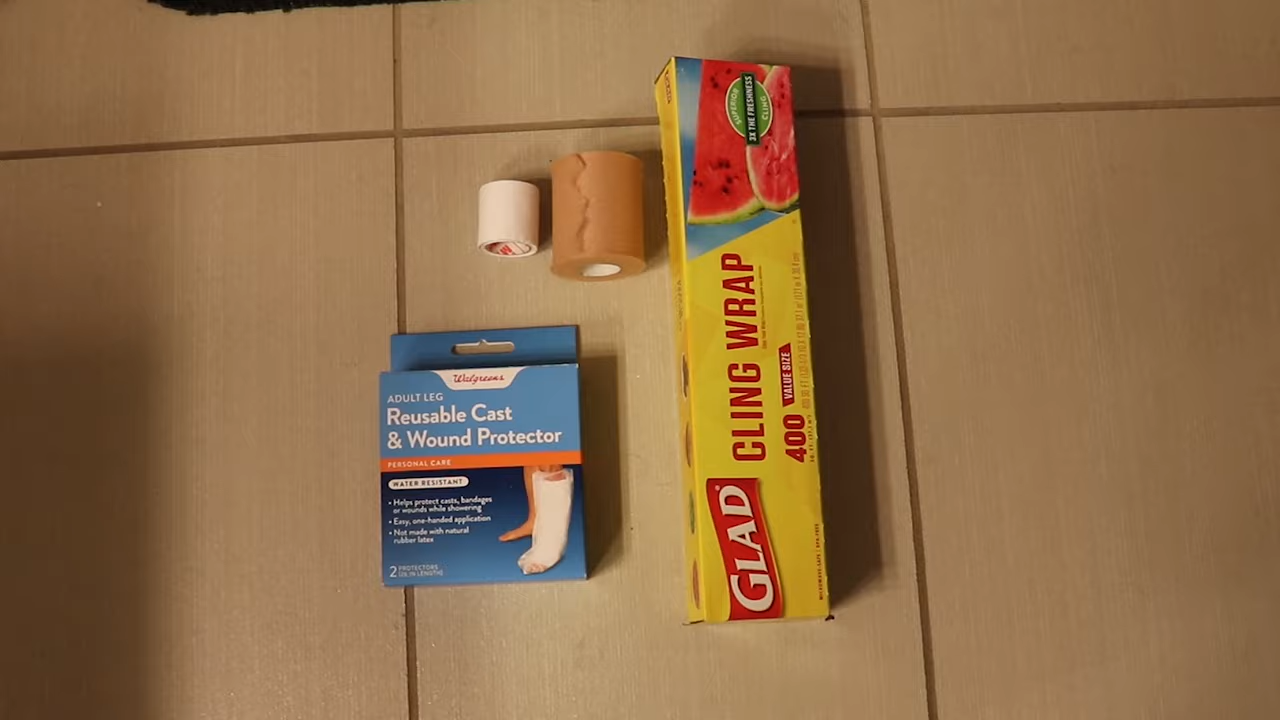 Walgreens
ADULT LEG
Reusable Cast
& Wound Protector
PERSONAL CARE
WATER RESISTANT
• Helps protect casts, bandages
or wounds while showering
• Easy, one-handed application
• Not made with natural
rubber latex
2 PROTECTORS
SUPERIOR
3X THE FRESHNESS
CLING
GLAD®
CLING WRAP
400
VALUE SIZE